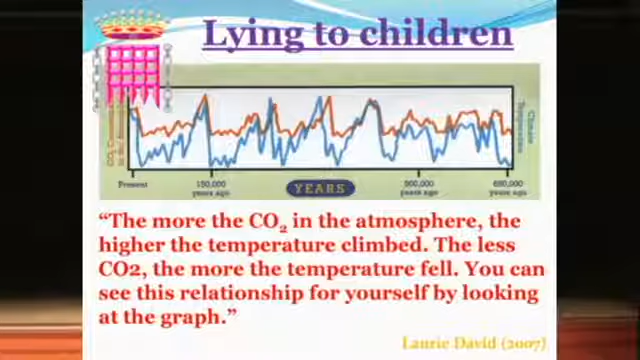 Lying to children
Climate
Temperature
Present
150,000
years ago
YEARS
500,000
years ago
650,000
years ago
“The more the CO₂ in the atmosphere, the
higher the temperature climbed. The less
CO2, the more the temperature fell. You can
see this relationship for yourself by looking
at the graph.”
Laurie David (2007)